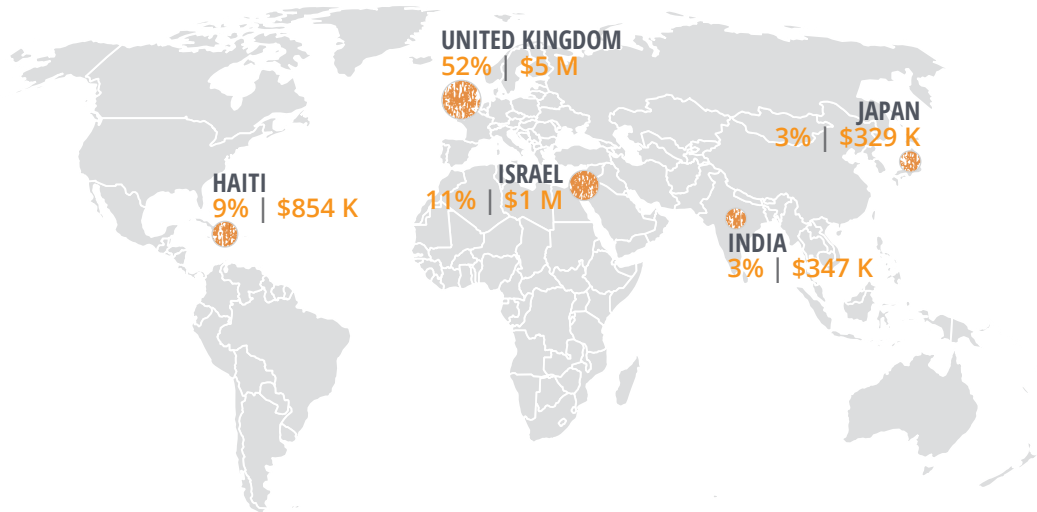 UNITED KINGDOM
52% | $5 M
JAPAN
3% | $329 K
ISRAEL
11% | $1 M
HAITI
9% | $854 K
INDIA
3% | $347 K